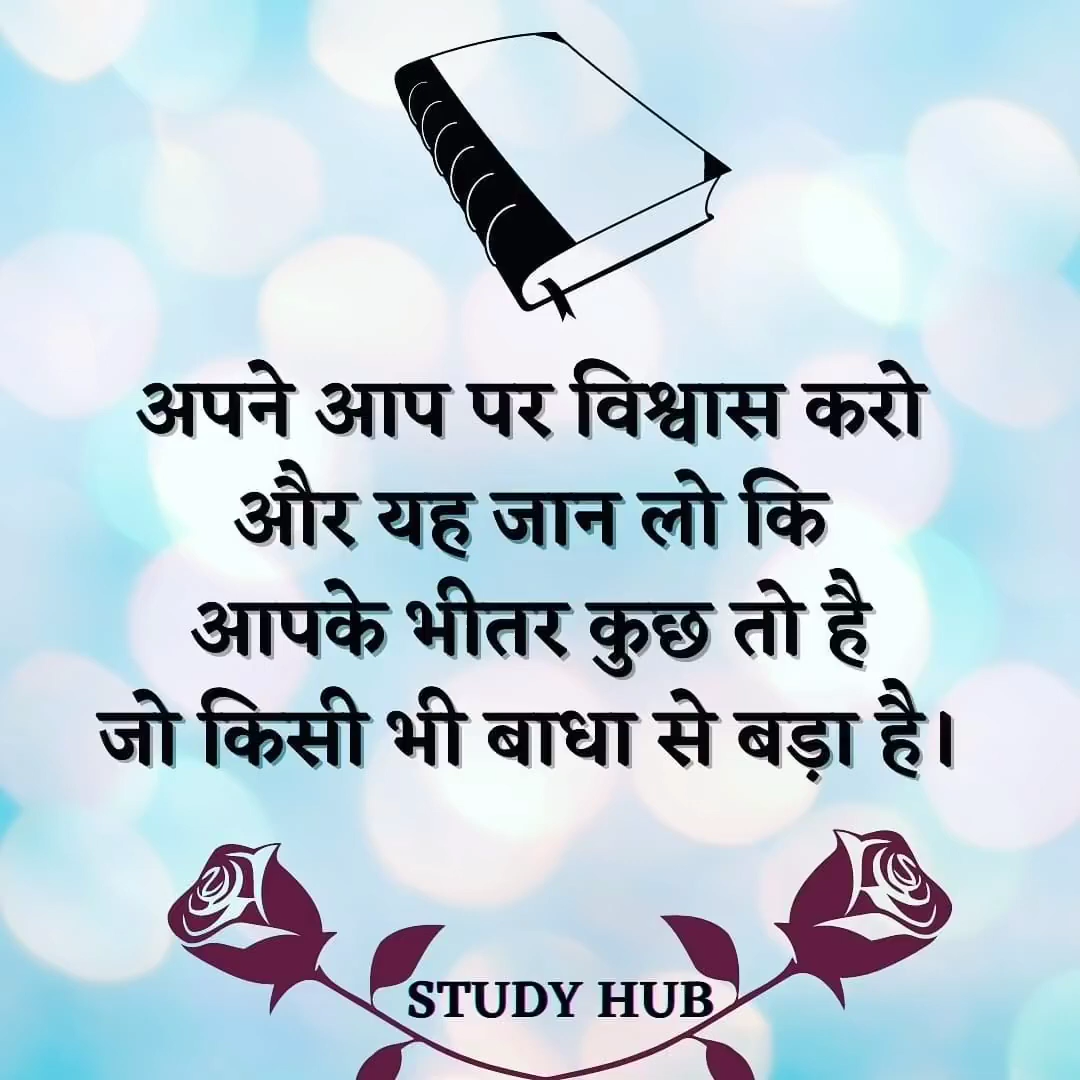 अपने आप पर विश्वास करो
और यह जान लो कि
आपके भीतर कुछ तो है
जो किसी भी बाधा से बड़ा है।
STUDY HUB